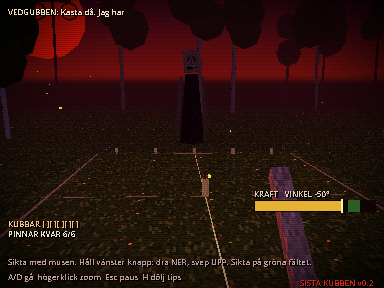 VEDGUBBEN: Kasta då. Jag har
KRAFT VINKEL -50°
KUBBAR
PINNAR KVAR 6/6
Sikta med musen. Håll vänster knapp: dra NER, svep UPP. Sikta på gröna fältet.
A/D gå högerklick zoom Esc paus H dölj tips
SISTA KUBBEN v0.2